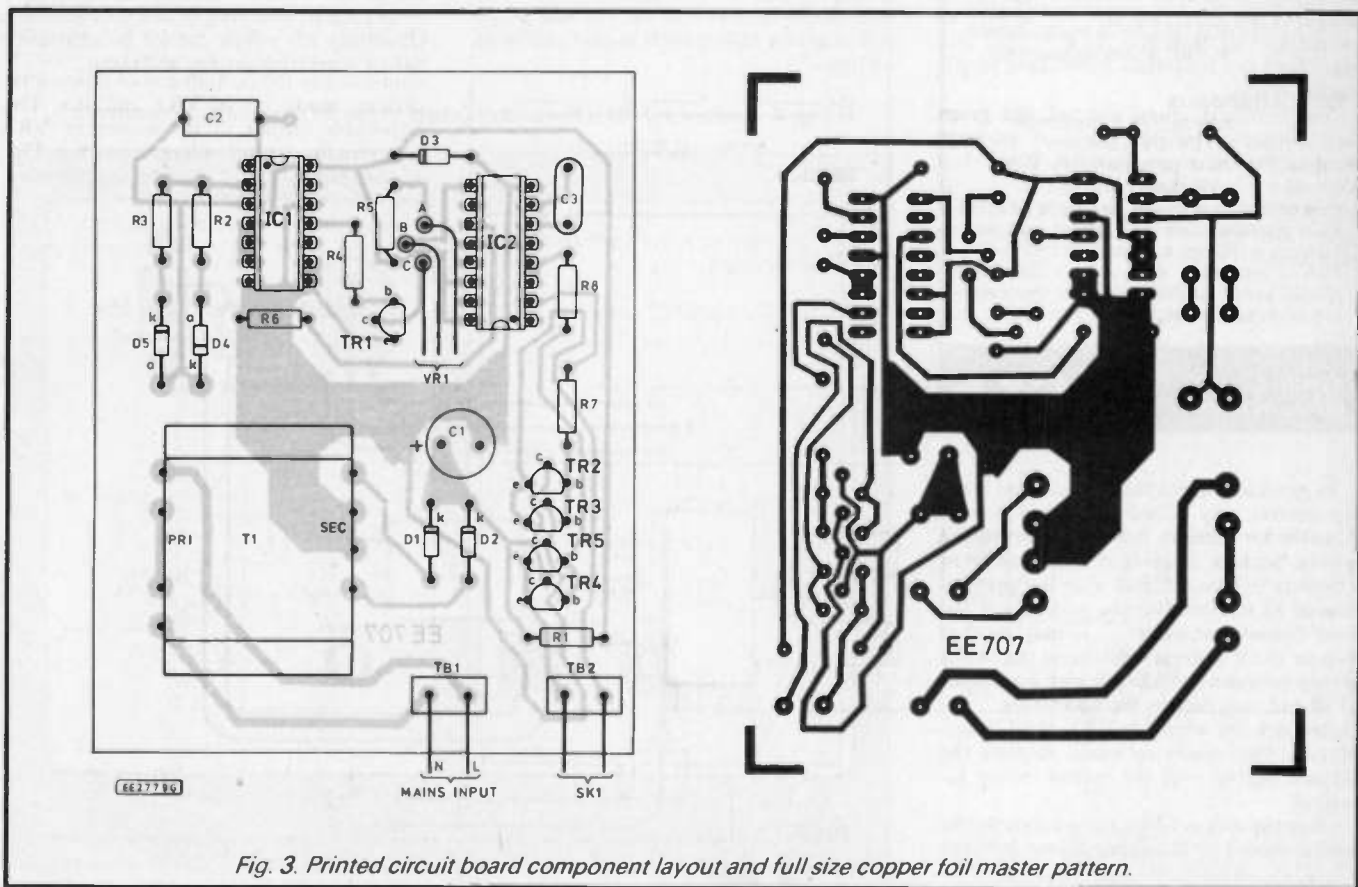 C2
D3
R3
R2
IC1
R5
A
B
C
IC2
C3
R4
R8
b
c
e
TR1
VR1
k
D5
a
a
D4
k
R6
R7
C1
+
c
TR2
e
b
c
TR3
e
b
c
TR5
e
b
c
TR4
e
b
k
D1
k
D2
PRI
T1
SEC
R1
TB1
TB2
N
L
MAINS INPUT
SK1
EE2779G
EE707
Fig. 3. Printed circuit board component layout and full size copper foil master pattern.